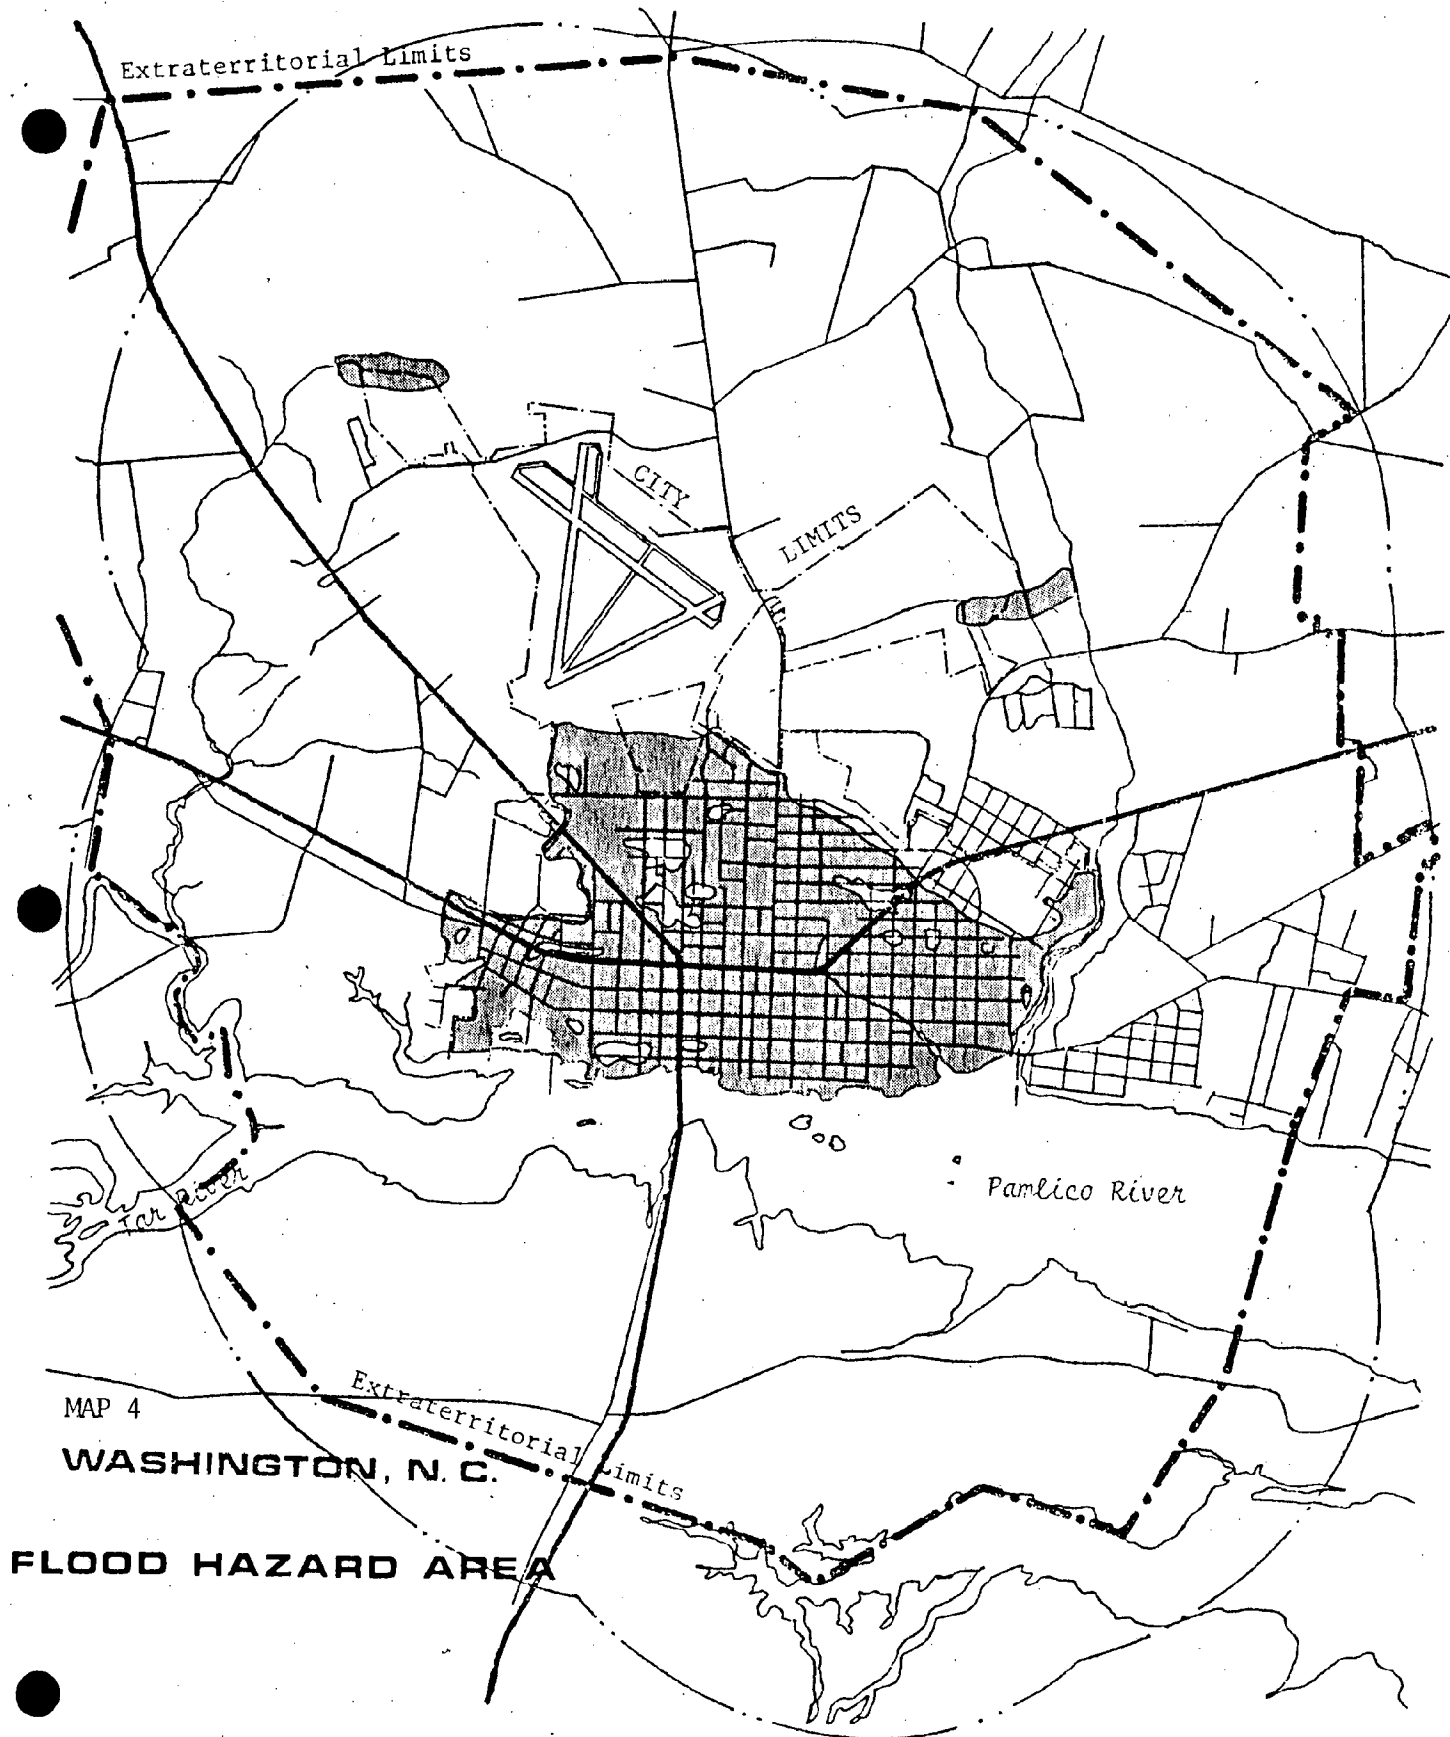 Extraterritorial Limits
CITY
LIMITS
Pamlico River
Tar River
Extraterritorial Limits
MAP 4
WASHINGTON, N. C.
FLOOD HAZARD AREA